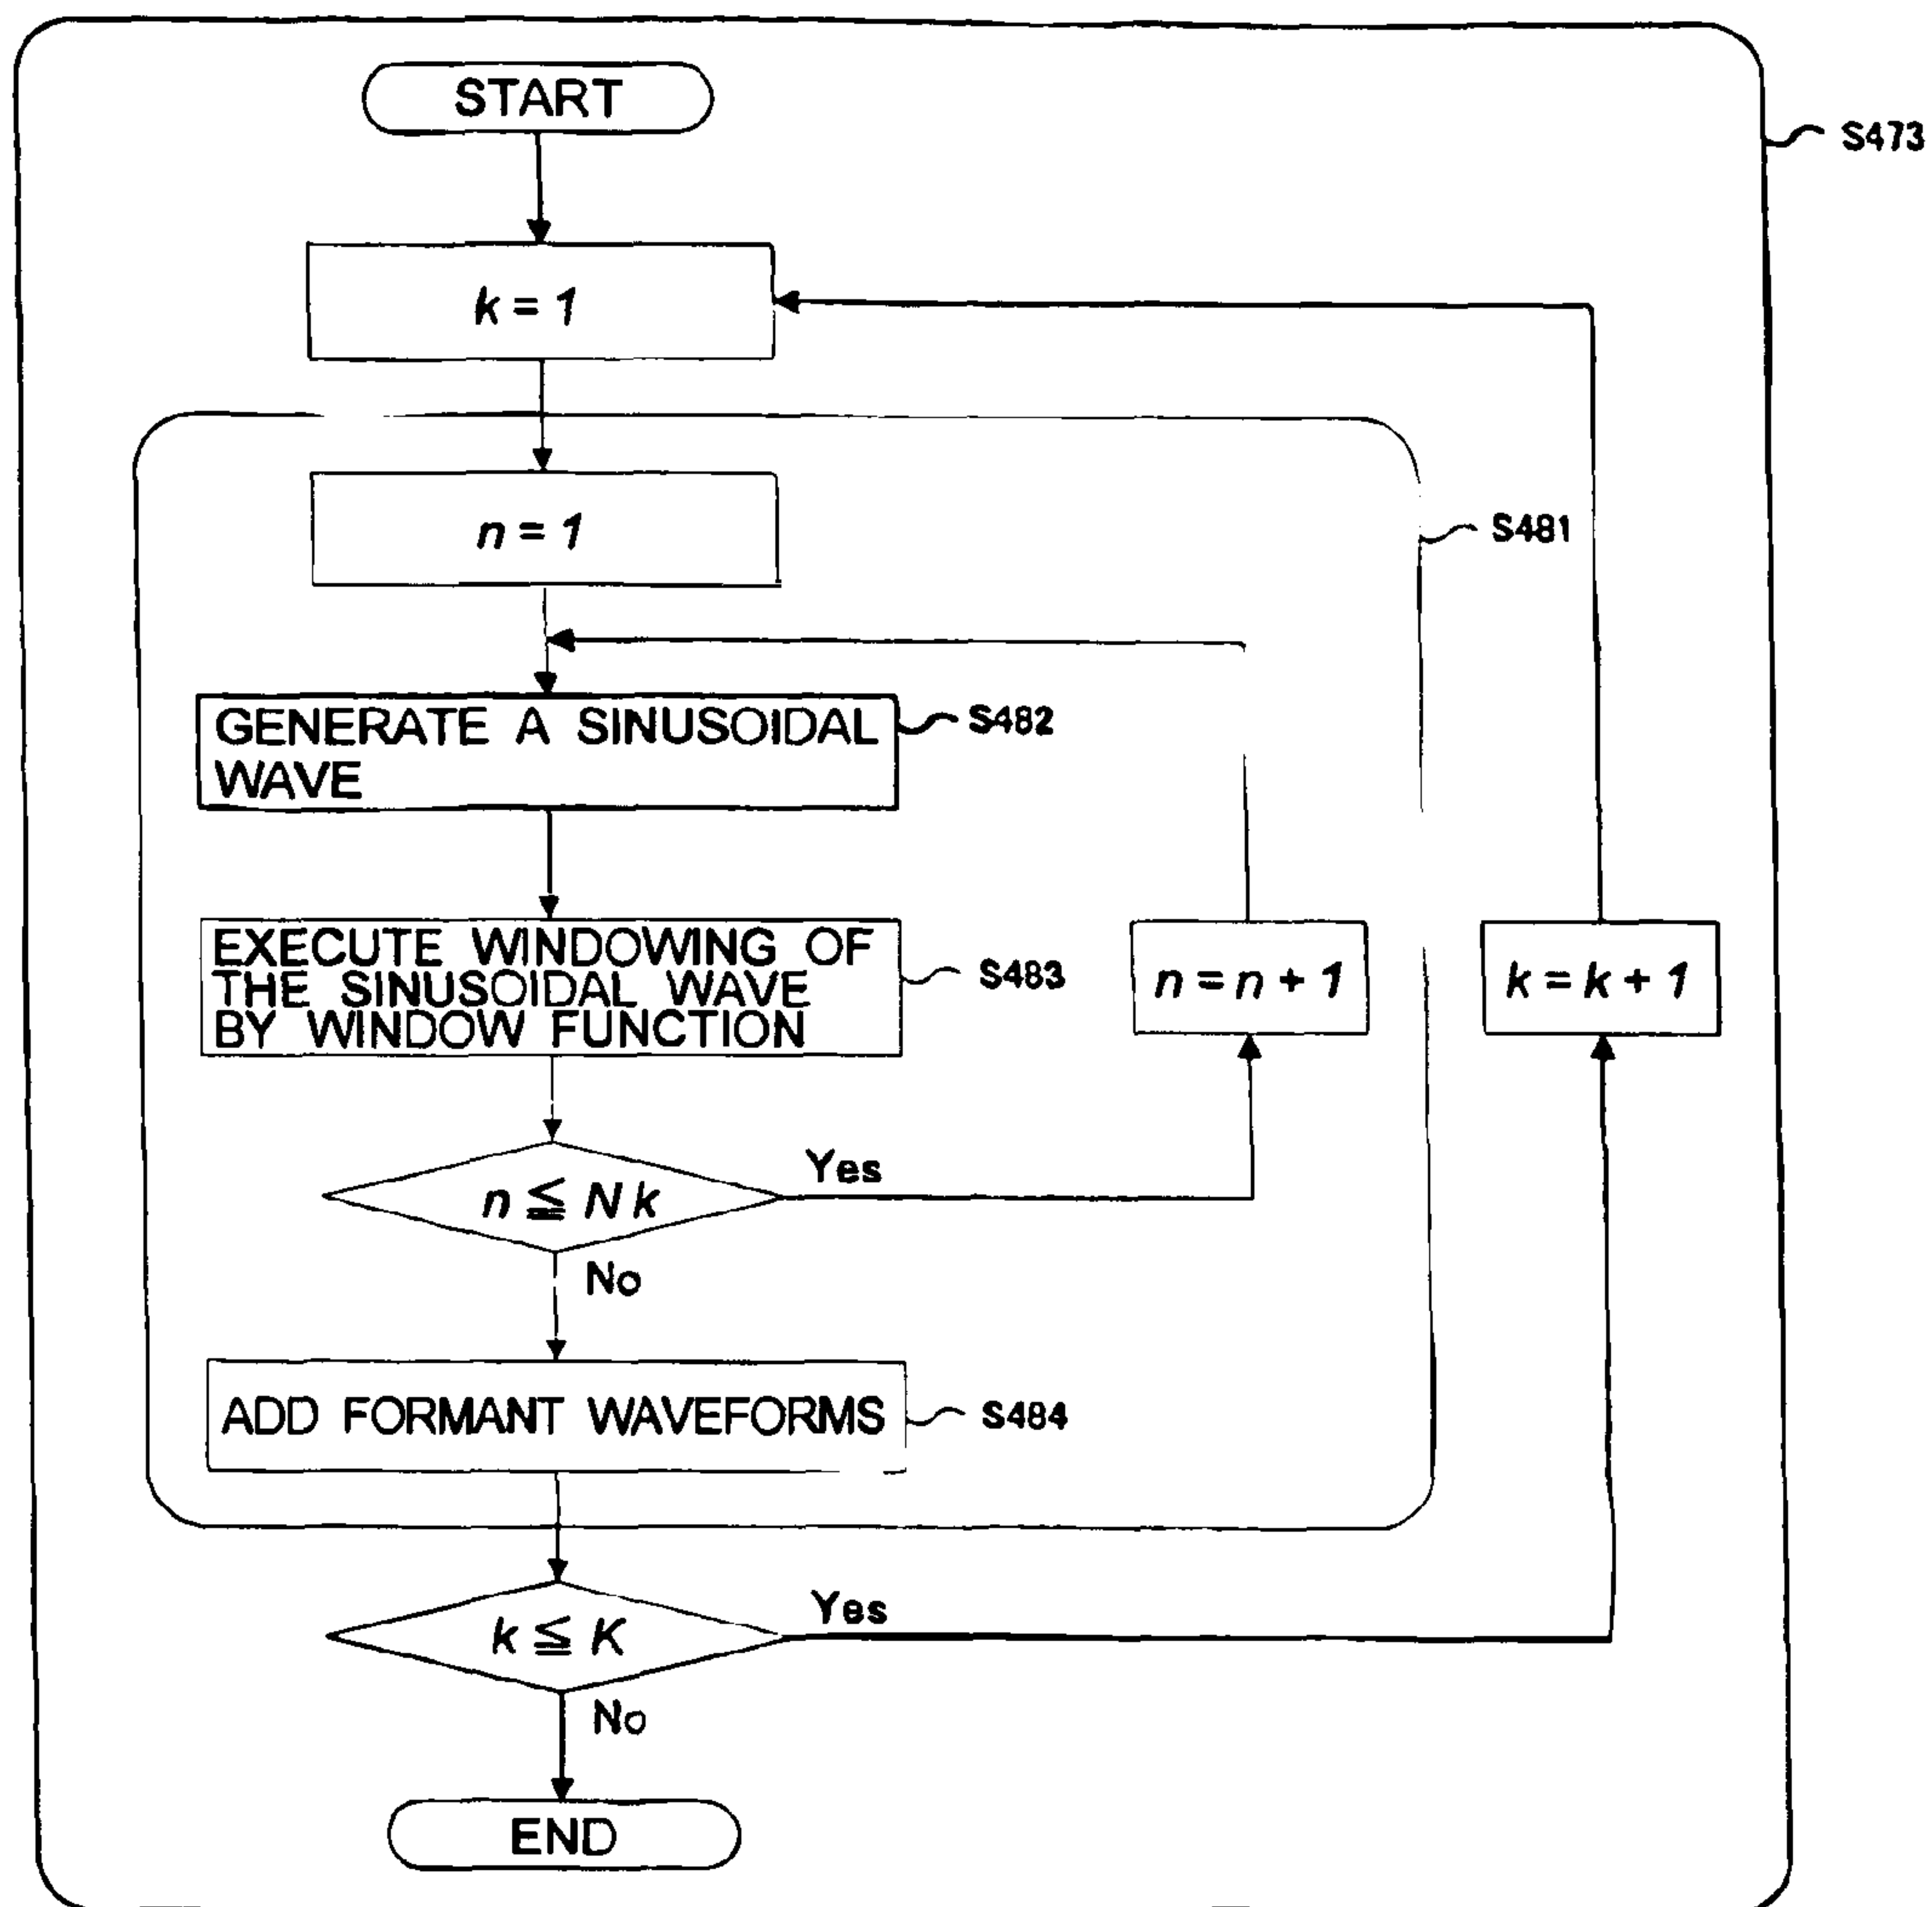 START
S473
k = 1
n = 1
S481
GENERATE A SINUSOIDAL
WAVE
S482
EXECUTE WINDOWING OF
THE SINUSOIDAL WAVE
BY WINDOW FUNCTION
S483
n = n + 1
k = k + 1
n ≦ N k
Yes
No
ADD FORMANT WAVEFORMS
S484
k ≦ K
Yes
No
END